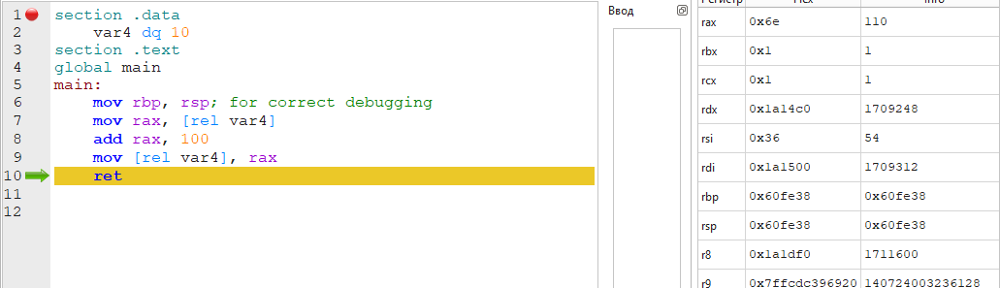 1 section .data
2 var4 dq 10
3 section .text
4 global main
5 main:
6 mov rbp, rsp; for correct debugging
7 mov rax, [rel var4]
8 add rax, 100
9 mov [rel var4], rax
10 ret
11
12
Ввод
Регистр Hex Info
rax 0x6e 110
rbx 0x1 1
rcx 0x1 1
rdx 0x1a14c0 1709248
rsi 0x36 54
rdi 0x1a1500 1709312
rbp 0x60fe38 0x60fe38
rsp 0x60fe38 0x60fe38
r8 0x1a1df0 1711600
r9 0x7ffcdc396920 140724003236128